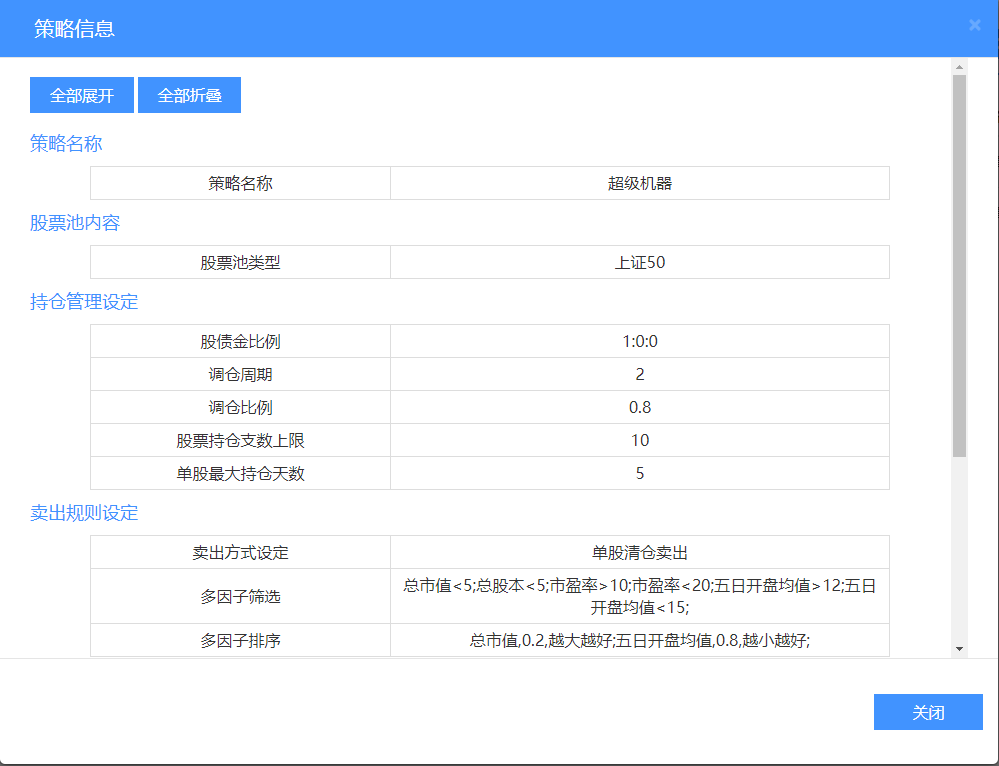 策略信息
×
全部展开 全部折叠
策略名称
策略名称 超级机器
股票池内容
股票池类型 上证50
持仓管理设定
股债金比例 1:0:0
调仓周期 2
调仓比例 0.8
股票持仓支数上限 10
单股最大持仓天数 5
卖出规则设定
卖出方式设定 单股清仓卖出
多因子筛选 总市值<5;总股本<5;市盈率>10;市盈率<20;五日开盘均值>12;五日
开盘均值<15;
多因子排序 总市值,0.2,越大越好;五日开盘均值,0.8,越小越好;
关闭